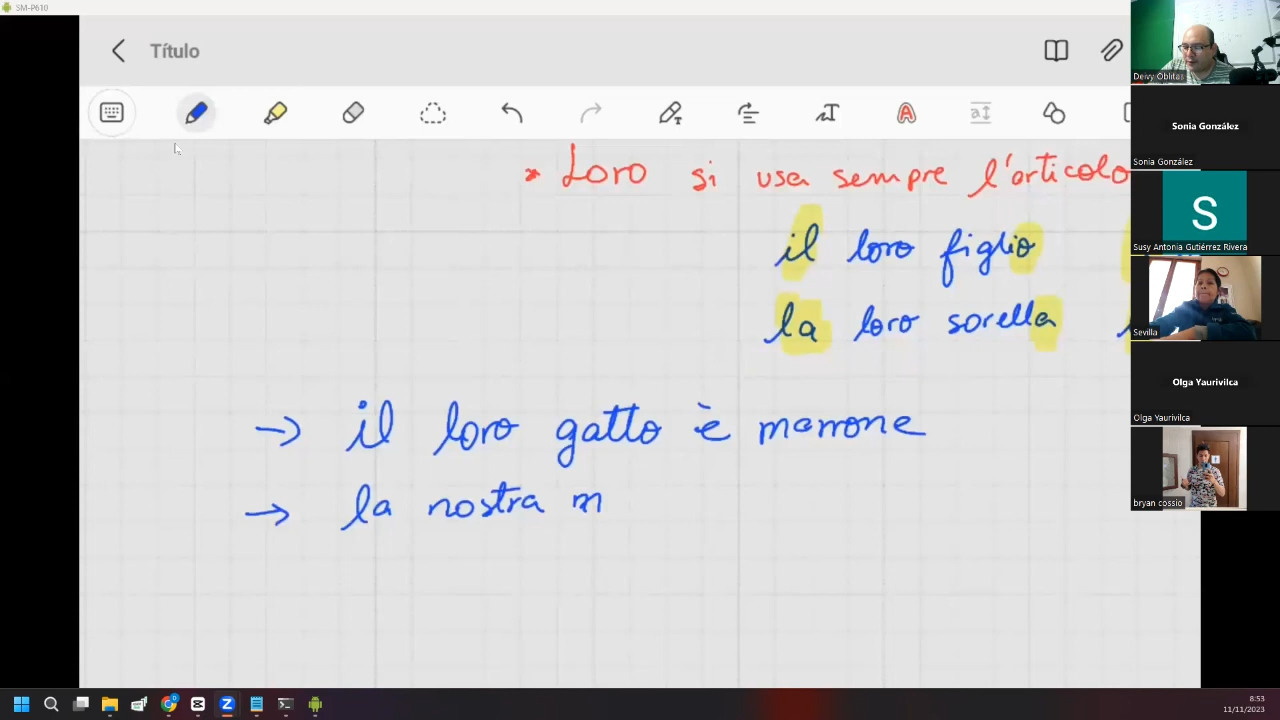 SM-P610
Título
* Loro si usa sempre l'articolo
il loro figlio
la loro sorella
→ il loro gatto è marrone
→ la nostra m
Deivy Oblitas
Sonia González
Sonia González
S
Susy Antonia Gutiérrez Rivera
Sevilla
Olga Yaurivilca
Olga Yaurivilca
bryan cossio
8:53
11/11/2023